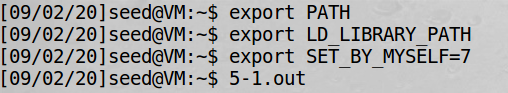 [09/02/20]seed@VM:~$ export PATH
[09/02/20]seed@VM:~$ export LD_LIBRARY_PATH
[09/02/20]seed@VM:~$ export SET_BY_MYSELF=7
[09/02/20]seed@VM:~$ 5-1.out